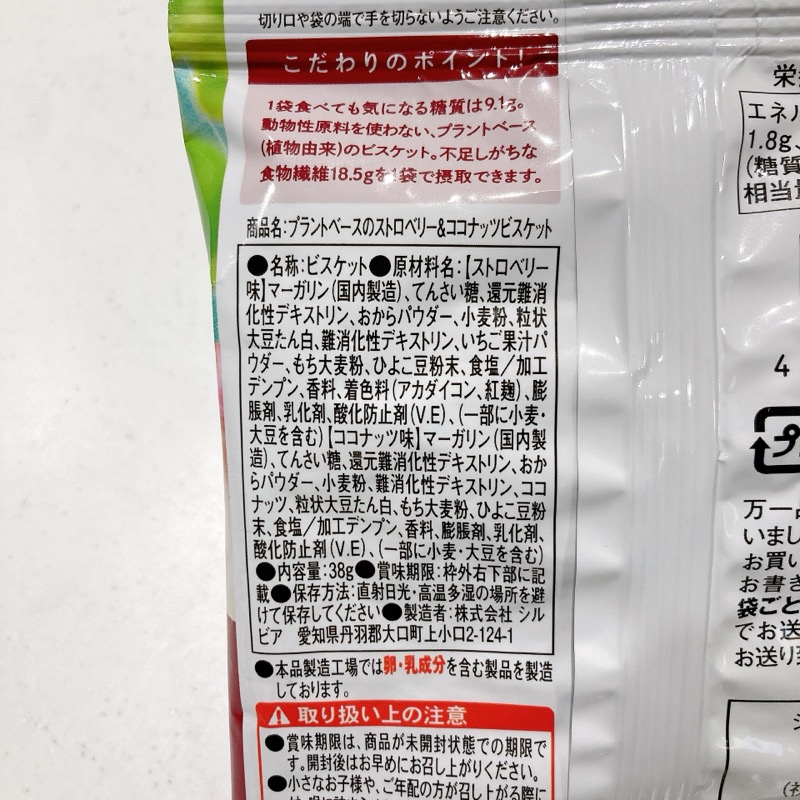 切り口や袋の端で手を切らないようご注意ください。
こだわりのポイント!
1袋食べても気になる糖質は9.1g。
動物性原料を使わない、プラントベース
(植物由来)のビスケット。不足しがちな
食物繊維18.5gを1袋で摂取できます。
商品名:プラントベースのストロベリー&ココナッツビスケット
●名称:ビスケット●原材料名:【ストロベリー
味】マーガリン(国内製造)、てんさい糖、還元難消
化性デキストリン、おからパウダー、小麦粉、粒状
大豆たん白、難消化性デキストリン、いちご果汁パ
ウダー、もち大麦粉、ひよこ豆粉末、食塩/加工
デンプン、香料、着色料(アカダイコン、紅麹)、膨
脹剤、乳化剤、酸化防止剤(V.E)、(一部に小麦・
大豆を含む)【ココナッツ味】マーガリン(国内製
造)、てんさい糖、還元難消化性デキストリン、おか
らパウダー、小麦粉、難消化性デキストリン、ココ
ナッツ、粒状大豆たん白、もち大麦粉、ひよこ豆粉
末、食塩/加工デンプン、香料、膨脹剤、乳化剤、
酸化防止剤(V.E)、(一部に小麦・大豆を含む)
●内容量:38g●賞味期限:枠外右下部に記
載●保存方法:直射日光・高温多湿の場所を避
けて保存してください●製造者:株式会社 シル
ビア 愛知県丹羽郡大口町上小口2-124-1
●本品製造工場では卵・乳成分を含む製品を製造
しております。
取り扱い上の注意
●賞味期限は、商品が未開封状態での期限で
す。開封後はお早めにお召し上がりください。
●小さなお子様や、ご年配の方が召し上がる際に
エネル
1.8g、
(糖質
相当量
4
プラ
万一品
いまし
お買い
お書き
袋ごと
でお送
お送り